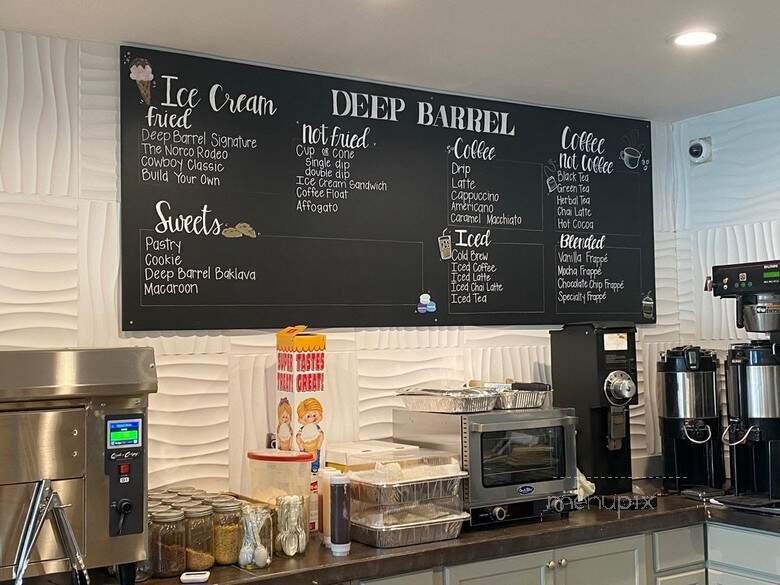 DEEP BARREL
Ice Cream
fried
Deep Barrel Signature
The Norco Rodeo
Cowboy Classic
Build Your Own
Not fried
Cup or Cone
Single dip
double dip
Ice Cream Sandwich
Coffee Float
Affogato
Sweets
Pastry
Cookie
Deep Barrel Baklava
Macaroon
Coffee
Drip
Latte
Cappuccino
Americano
Caramel Macchiato
Iced
Cold Brew
Iced Coffee
Iced Latte
Iced Chai Latte
Iced Tea
Coffee
Not Coffee
Black Tea
Green Tea
Herbal Tea
Chai Latte
Hot Cocoa
Blended
Vanilla Frappé
Mocha Frappé
Chocolate Chip Frappé
Specialty Frappé
SUPER TASTES
TREAT! GREAT!
menupix